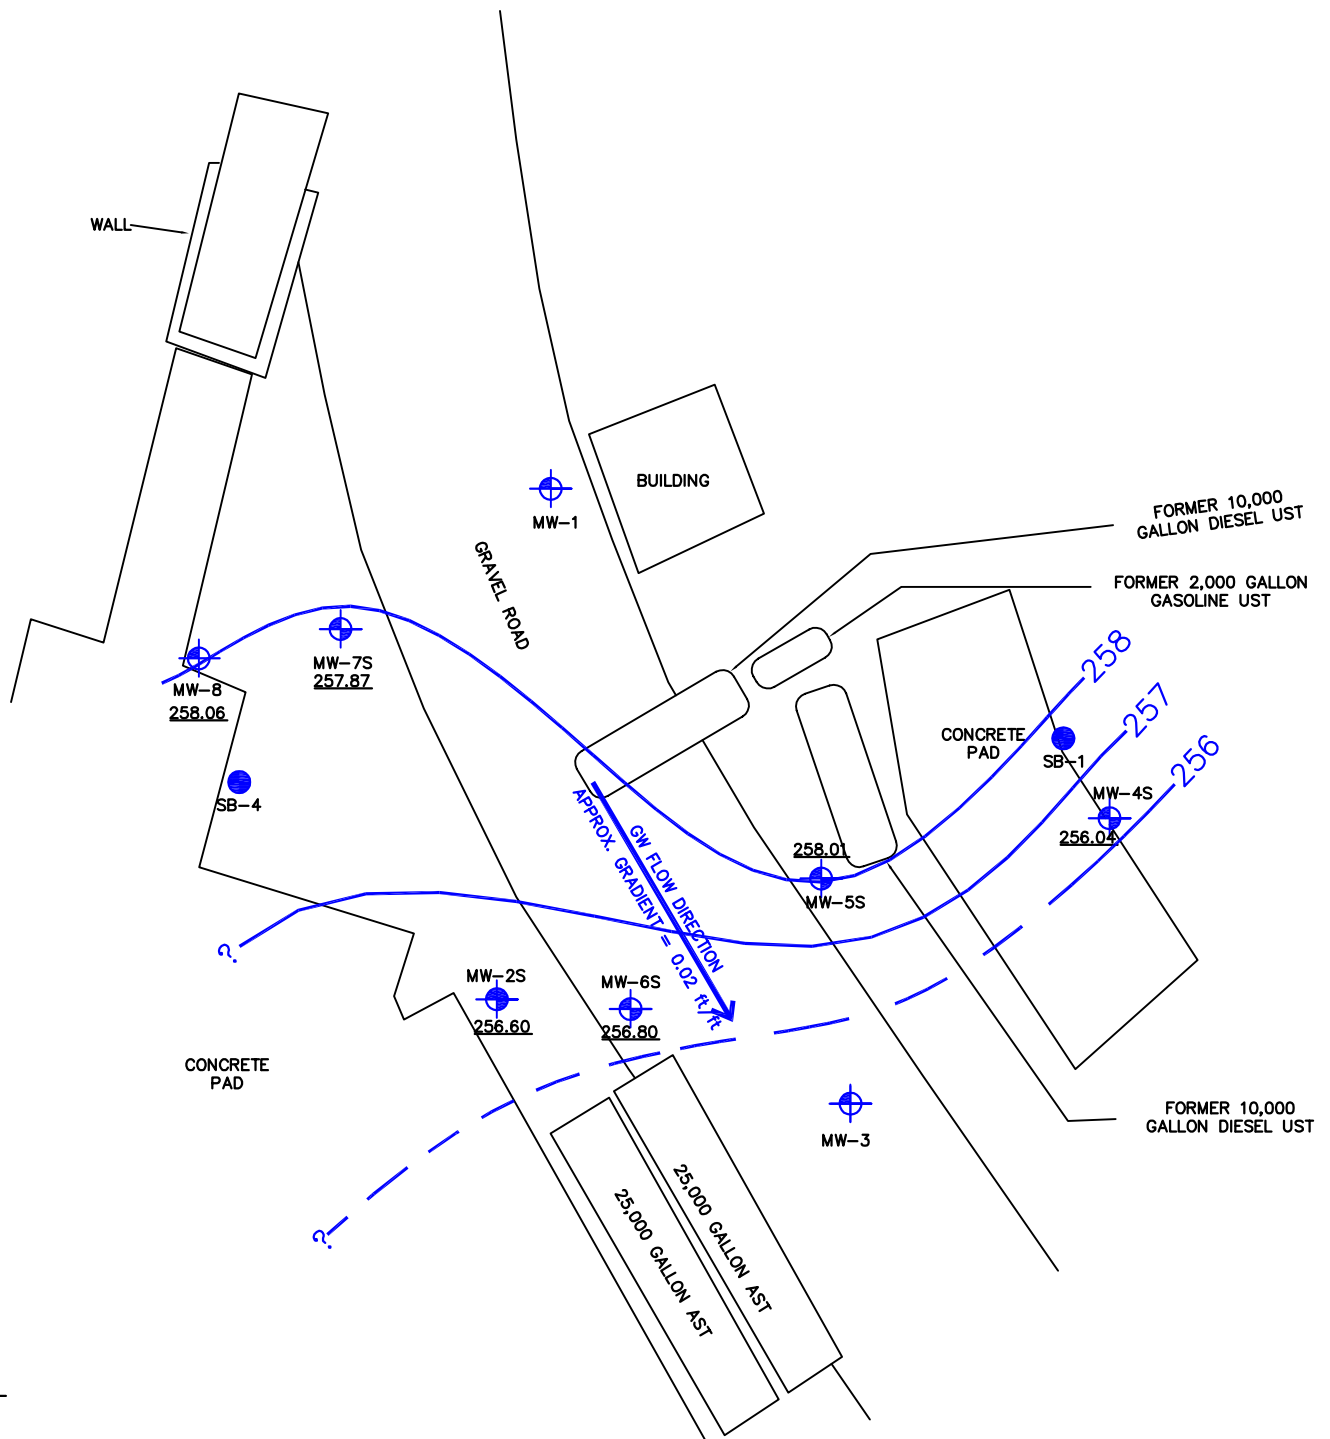 WALL
BUILDING
MW-1
GRAVEL ROAD
FORMER 10,000
GALLON DIESEL UST
FORMER 2,000 GALLON
GASOLINE UST
MW-7S
257.87
MW-8
258.06
258
257
256
CONCRETE
PAD
SB-1
SB-4
MW-4S
256.04
258.01
MW-5S
GW FLOW DIRECTION
APPROX. GRADIENT = 0.02 ft/ft
?
MW-2S
256.60
MW-6S
256.80
CONCRETE
PAD
MW-3
FORMER 10,000
GALLON DIESEL UST
?
25,000 GALLON AST
25,000 GALLON AST